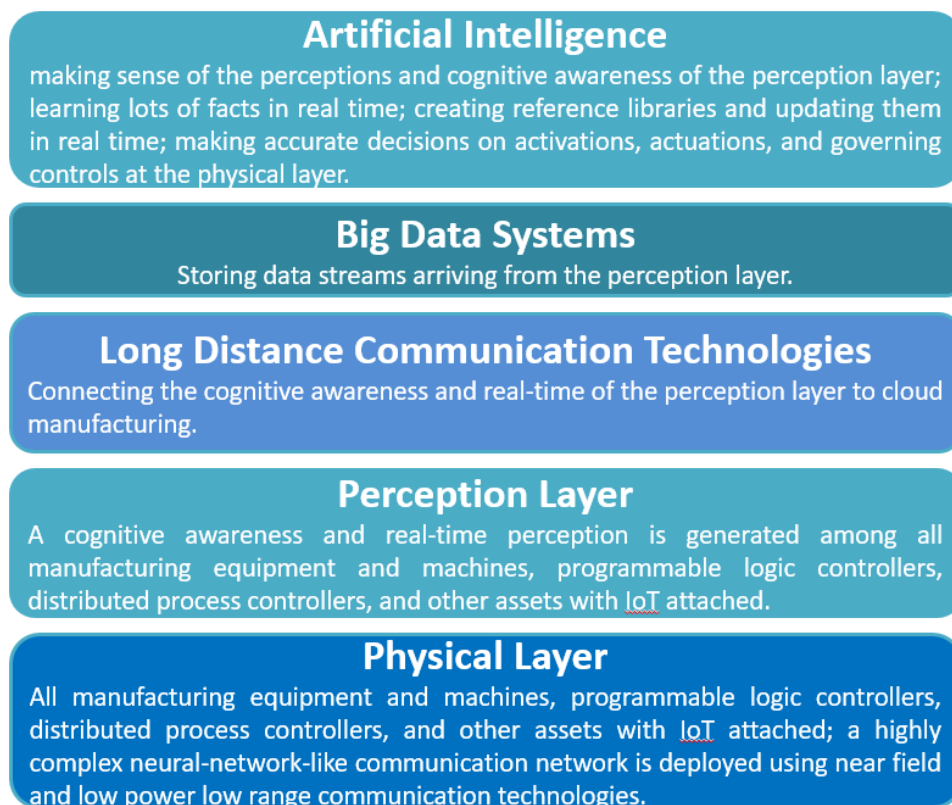 Artificial Intelligence
making sense of the perceptions and cognitive awareness of the perception layer;
learning lots of facts in real time; creating reference libraries and updating them
in real time; making accurate decisions on activations, actuations, and governing
controls at the physical layer.
Big Data Systems
Storing data streams arriving from the perception layer.
Long Distance Communication Technologies
Connecting the cognitive awareness and real-time of the perception layer to cloud
manufacturing.
Perception Layer
A cognitive awareness and real-time perception is generated among all
manufacturing equipment and machines, programmable logic controllers,
distributed process controllers, and other assets with IoT attached.
Physical Layer
All manufacturing equipment and machines, programmable logic controllers,
distributed process controllers, and other assets with IoT attached; a highly
complex neural-network-like communication network is deployed using near field
and low power low range communication technologies.